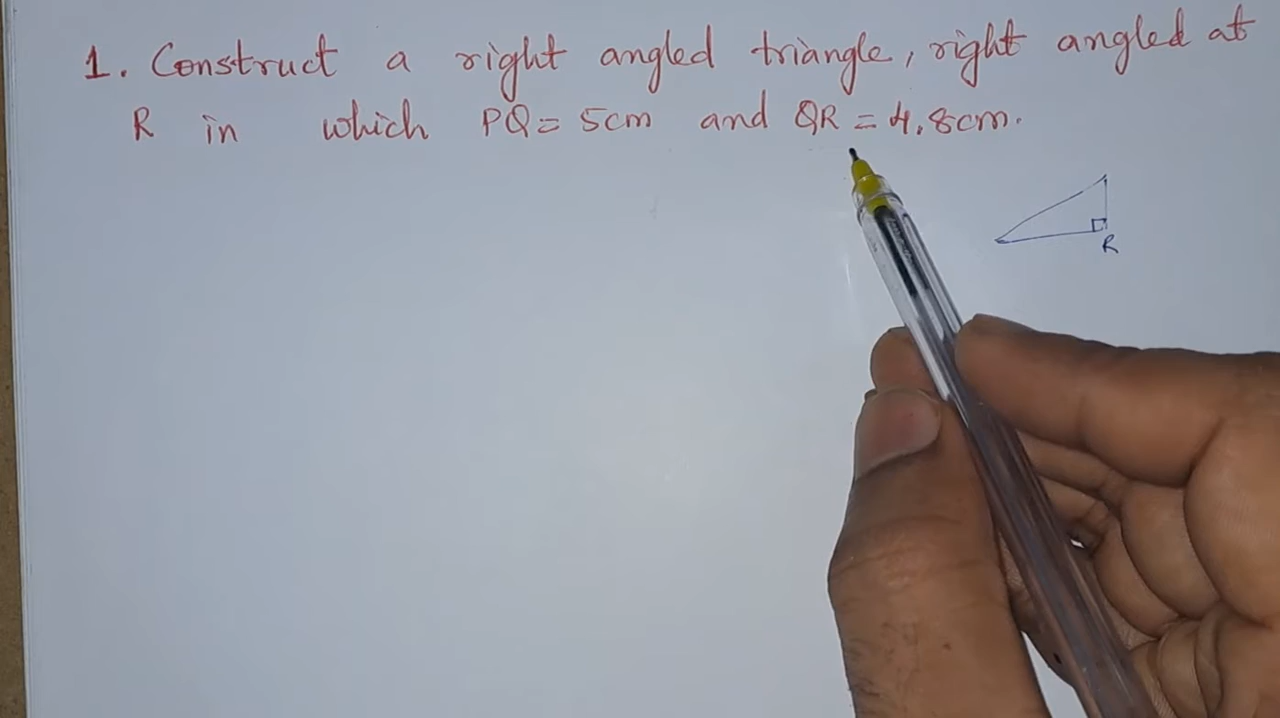 1. Construct a right angled triangle, right angled at
R in which PQ = 5cm and QR = 4.8cm.
R